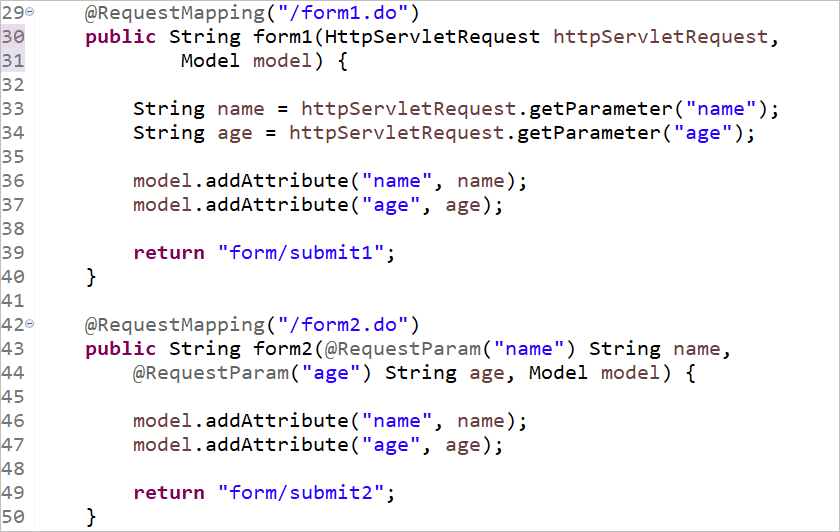 29 @RequestMapping("/form1.do")
30 public String form1(HttpServletRequest httpServletRequest,
31 Model model) {
32
33 String name = httpServletRequest.getParameter("name");
34 String age = httpServletRequest.getParameter("age");
35
36 model.addAttribute("name", name);
37 model.addAttribute("age", age);
38
39 return "form/submit1";
40 }
41
42 @RequestMapping("/form2.do")
43 public String form2(@RequestParam("name") String name,
44 @RequestParam("age") String age, Model model) {
45
46 model.addAttribute("name", name);
47 model.addAttribute("age", age);
48
49 return "form/submit2";
50 }